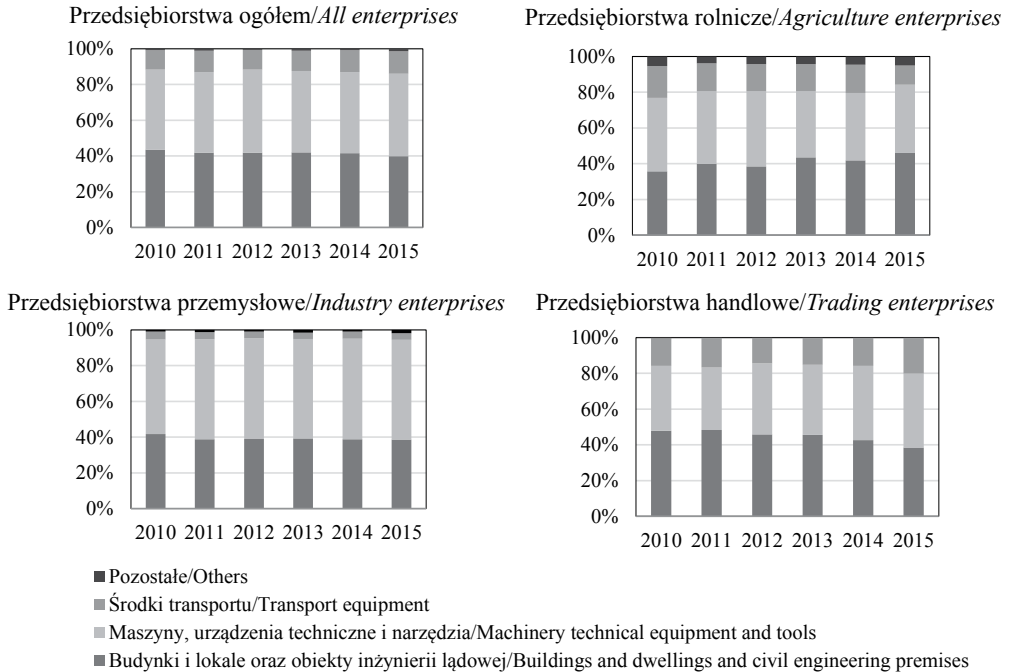 Przedsiębiorstwa ogółem/All enterprises
100%
80%
60%
40%
20%
0%
2010 2011 2012 2013 2014 2015
Przedsiębiorstwa rolnicze/Agriculture enterprises
100%
80%
60%
40%
20%
0%
2010 2011 2012 2013 2014 2015
Przedsiębiorstwa przemysłowe/Industry enterprises
100%
80%
60%
40%
20%
0%
2010 2011 2012 2013 2014 2015
Przedsiębiorstwa handlowe/Trading enterprises
100%
80%
60%
40%
20%
0%
2010 2011 2012 2013 2014 2015
Pozostałe/Others
Środki transportu/Transport equipment
Maszyny, urządzenia techniczne i narzędzia/Machinery technical equipment and tools
Budynki i lokale oraz obiekty inżynierii lądowej/Buildings and dwellings and civil engineering premises